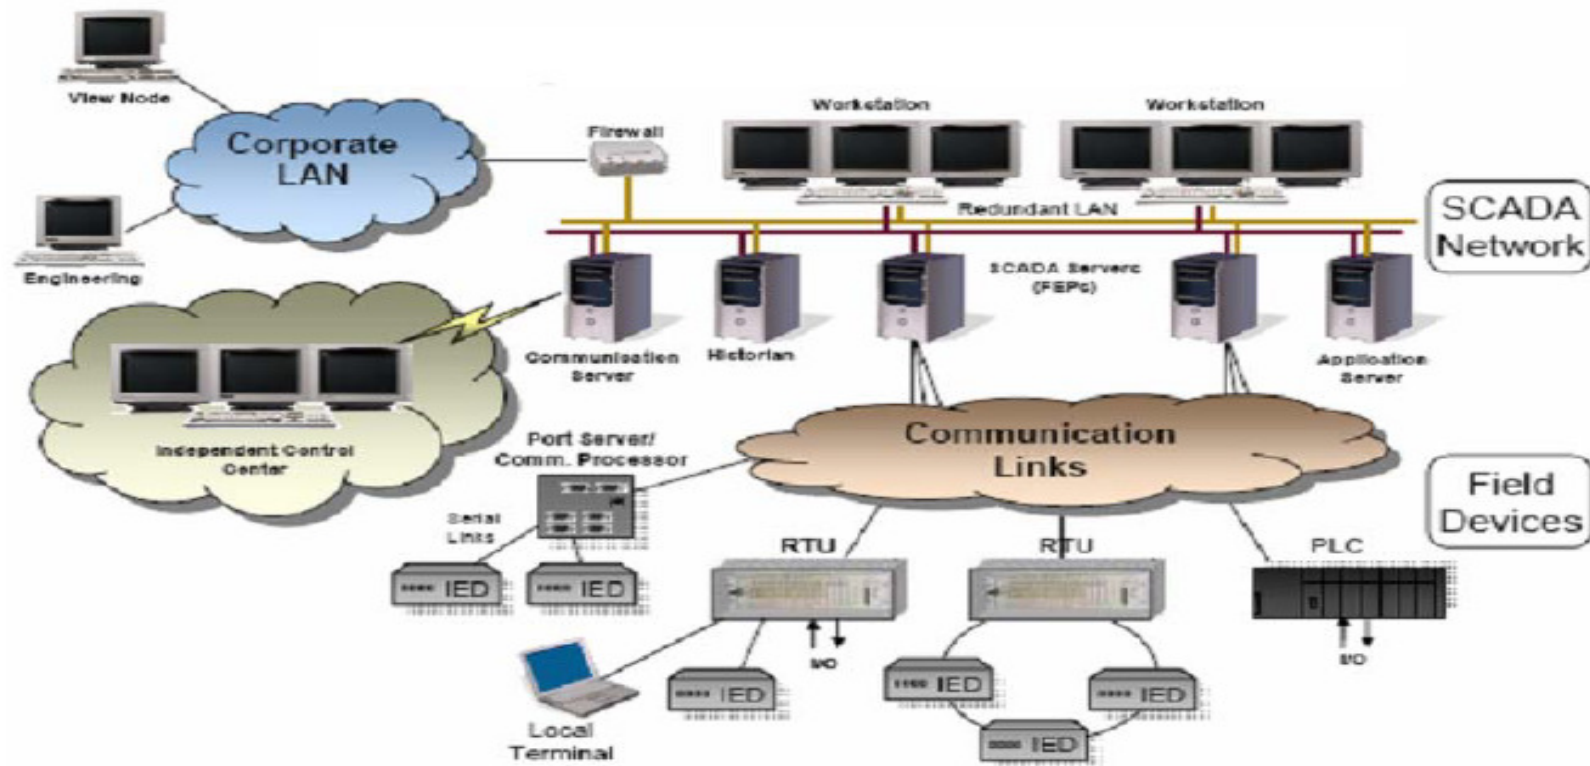 View Node
Corporate
LAN
Engineering
Firewall
Workstation
Workstation
Redundant LAN
SCADA
Network
Communication
Server
Historian
SCADA Servers
(FEPs)
Application
Server
Independent Control
Center
Port Server/
Comm. Processor
Communication
Links
Field
Devices
Serial
Links
IED
IED
RTU
RTU
PLC
I/O
I/O
Local
Terminal
IED
IED
IED
IED